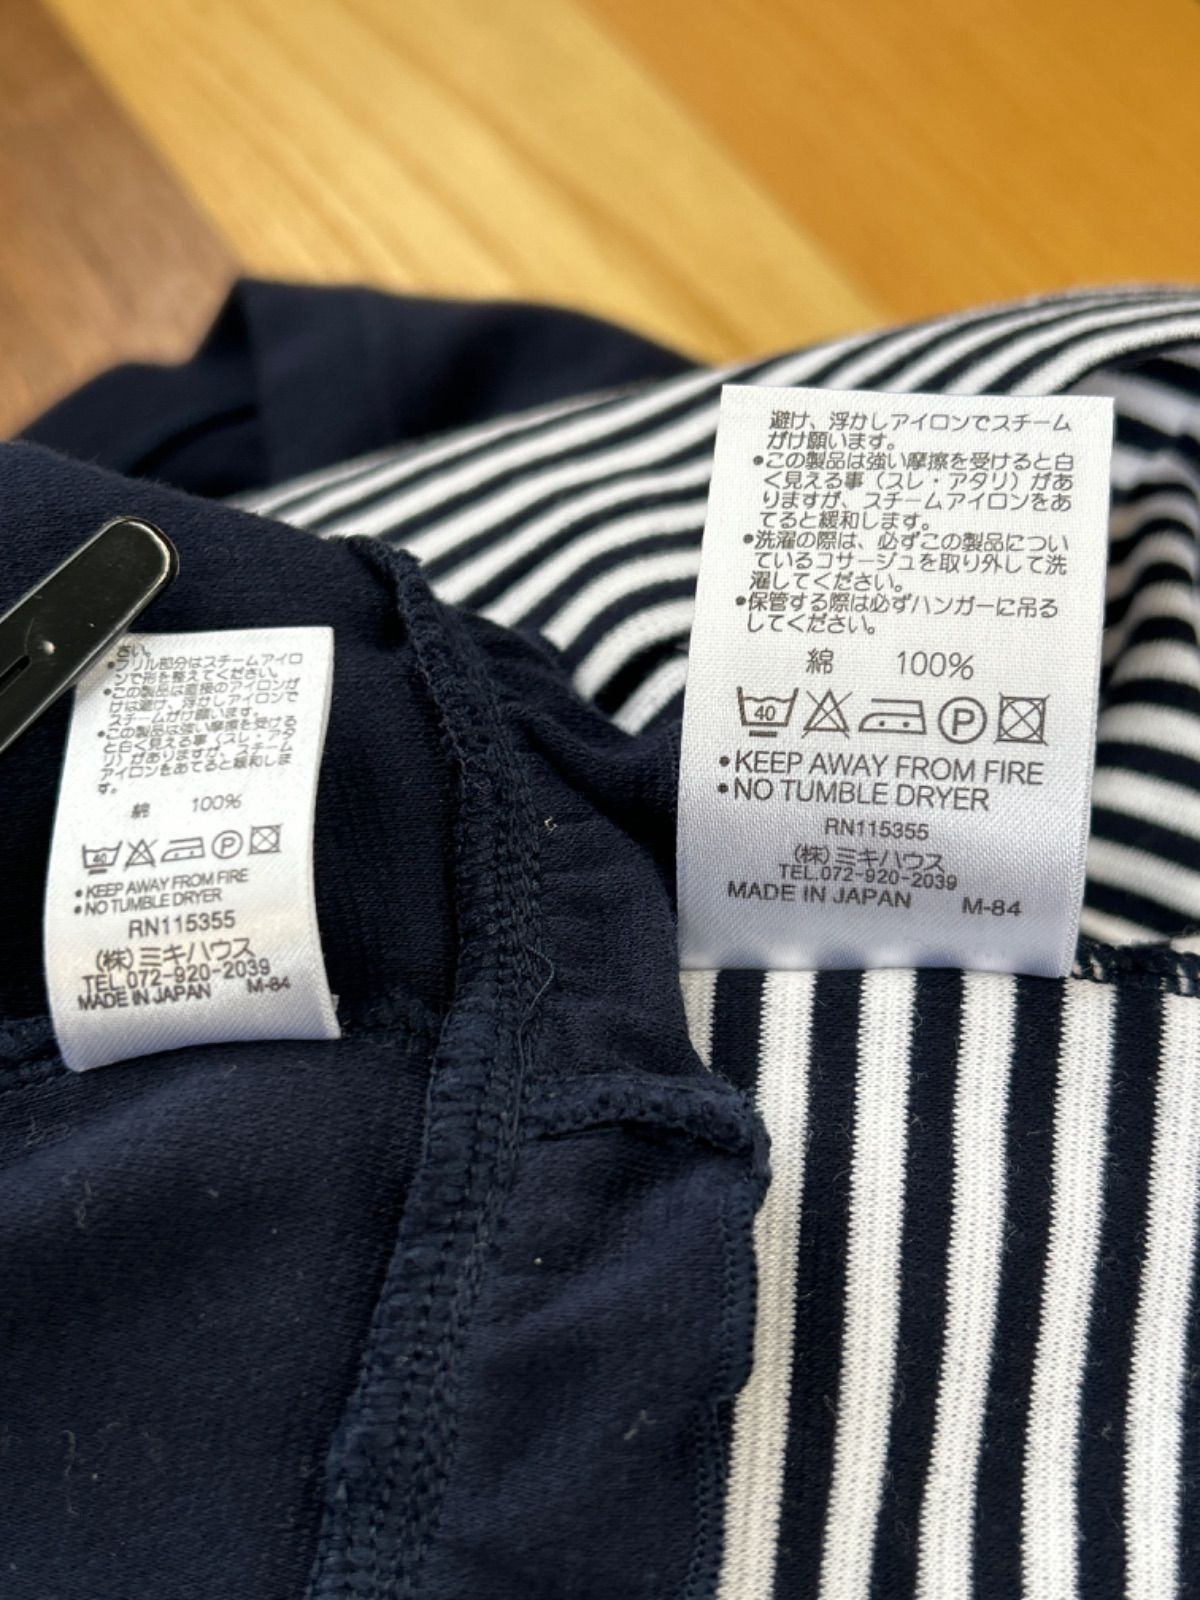 さい。
•フリル部分はスチームアイロ
ンで形を整えてください。
•この製品は直接のアイロンが
けは避け、浮かしアイロンで
スチームがけ願います。
•この製品は強い摩擦を受ける
と白く見える事（スレ・アタ
リ）がありますが、スチーム
アイロンをあてると緩和しま
す。
綿 100%
40 P
•KEEP AWAY FROM FIRE
•NO TUMBLE DRYER
RN115355
(株)ミキハウス
TEL.072-920-2039
MADE IN JAPAN M-84
避け、浮かしアイロンでスチーム
がけ願います。
•この製品は強い摩擦を受けると白
く見える事（スレ・アタリ）があ
りますが、スチームアイロンをあ
てると緩和します。
•洗濯の際は、必ずこの製品につい
ているコサージュを取り外して洗
濯してください。
•保管する際は必ずハンガーに吊る
してください。
綿 100%
40 P
•KEEP AWAY FROM FIRE
•NO TUMBLE DRYER
RN115355
(株)ミキハウス
TEL.072-920-2039
MADE IN JAPAN M-84